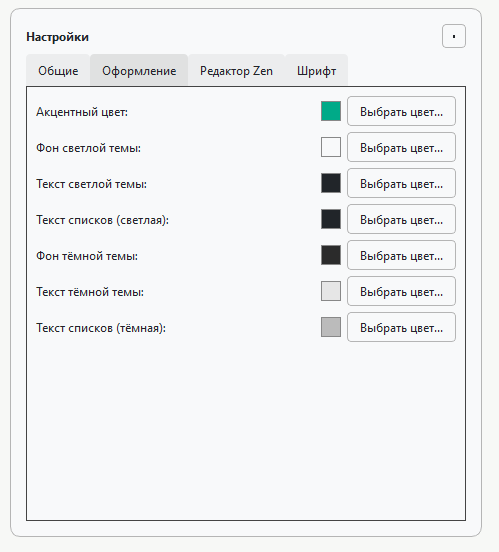 Настройки
Общие Оформление Редактор Zen Шрифт
Акцентный цвет: Выбрать цвет...
Фон светлой темы: Выбрать цвет...
Текст светлой темы: Выбрать цвет...
Текст списков (светлая): Выбрать цвет...
Фон тёмной темы: Выбрать цвет...
Текст тёмной темы: Выбрать цвет...
Текст списков (тёмная): Выбрать цвет...